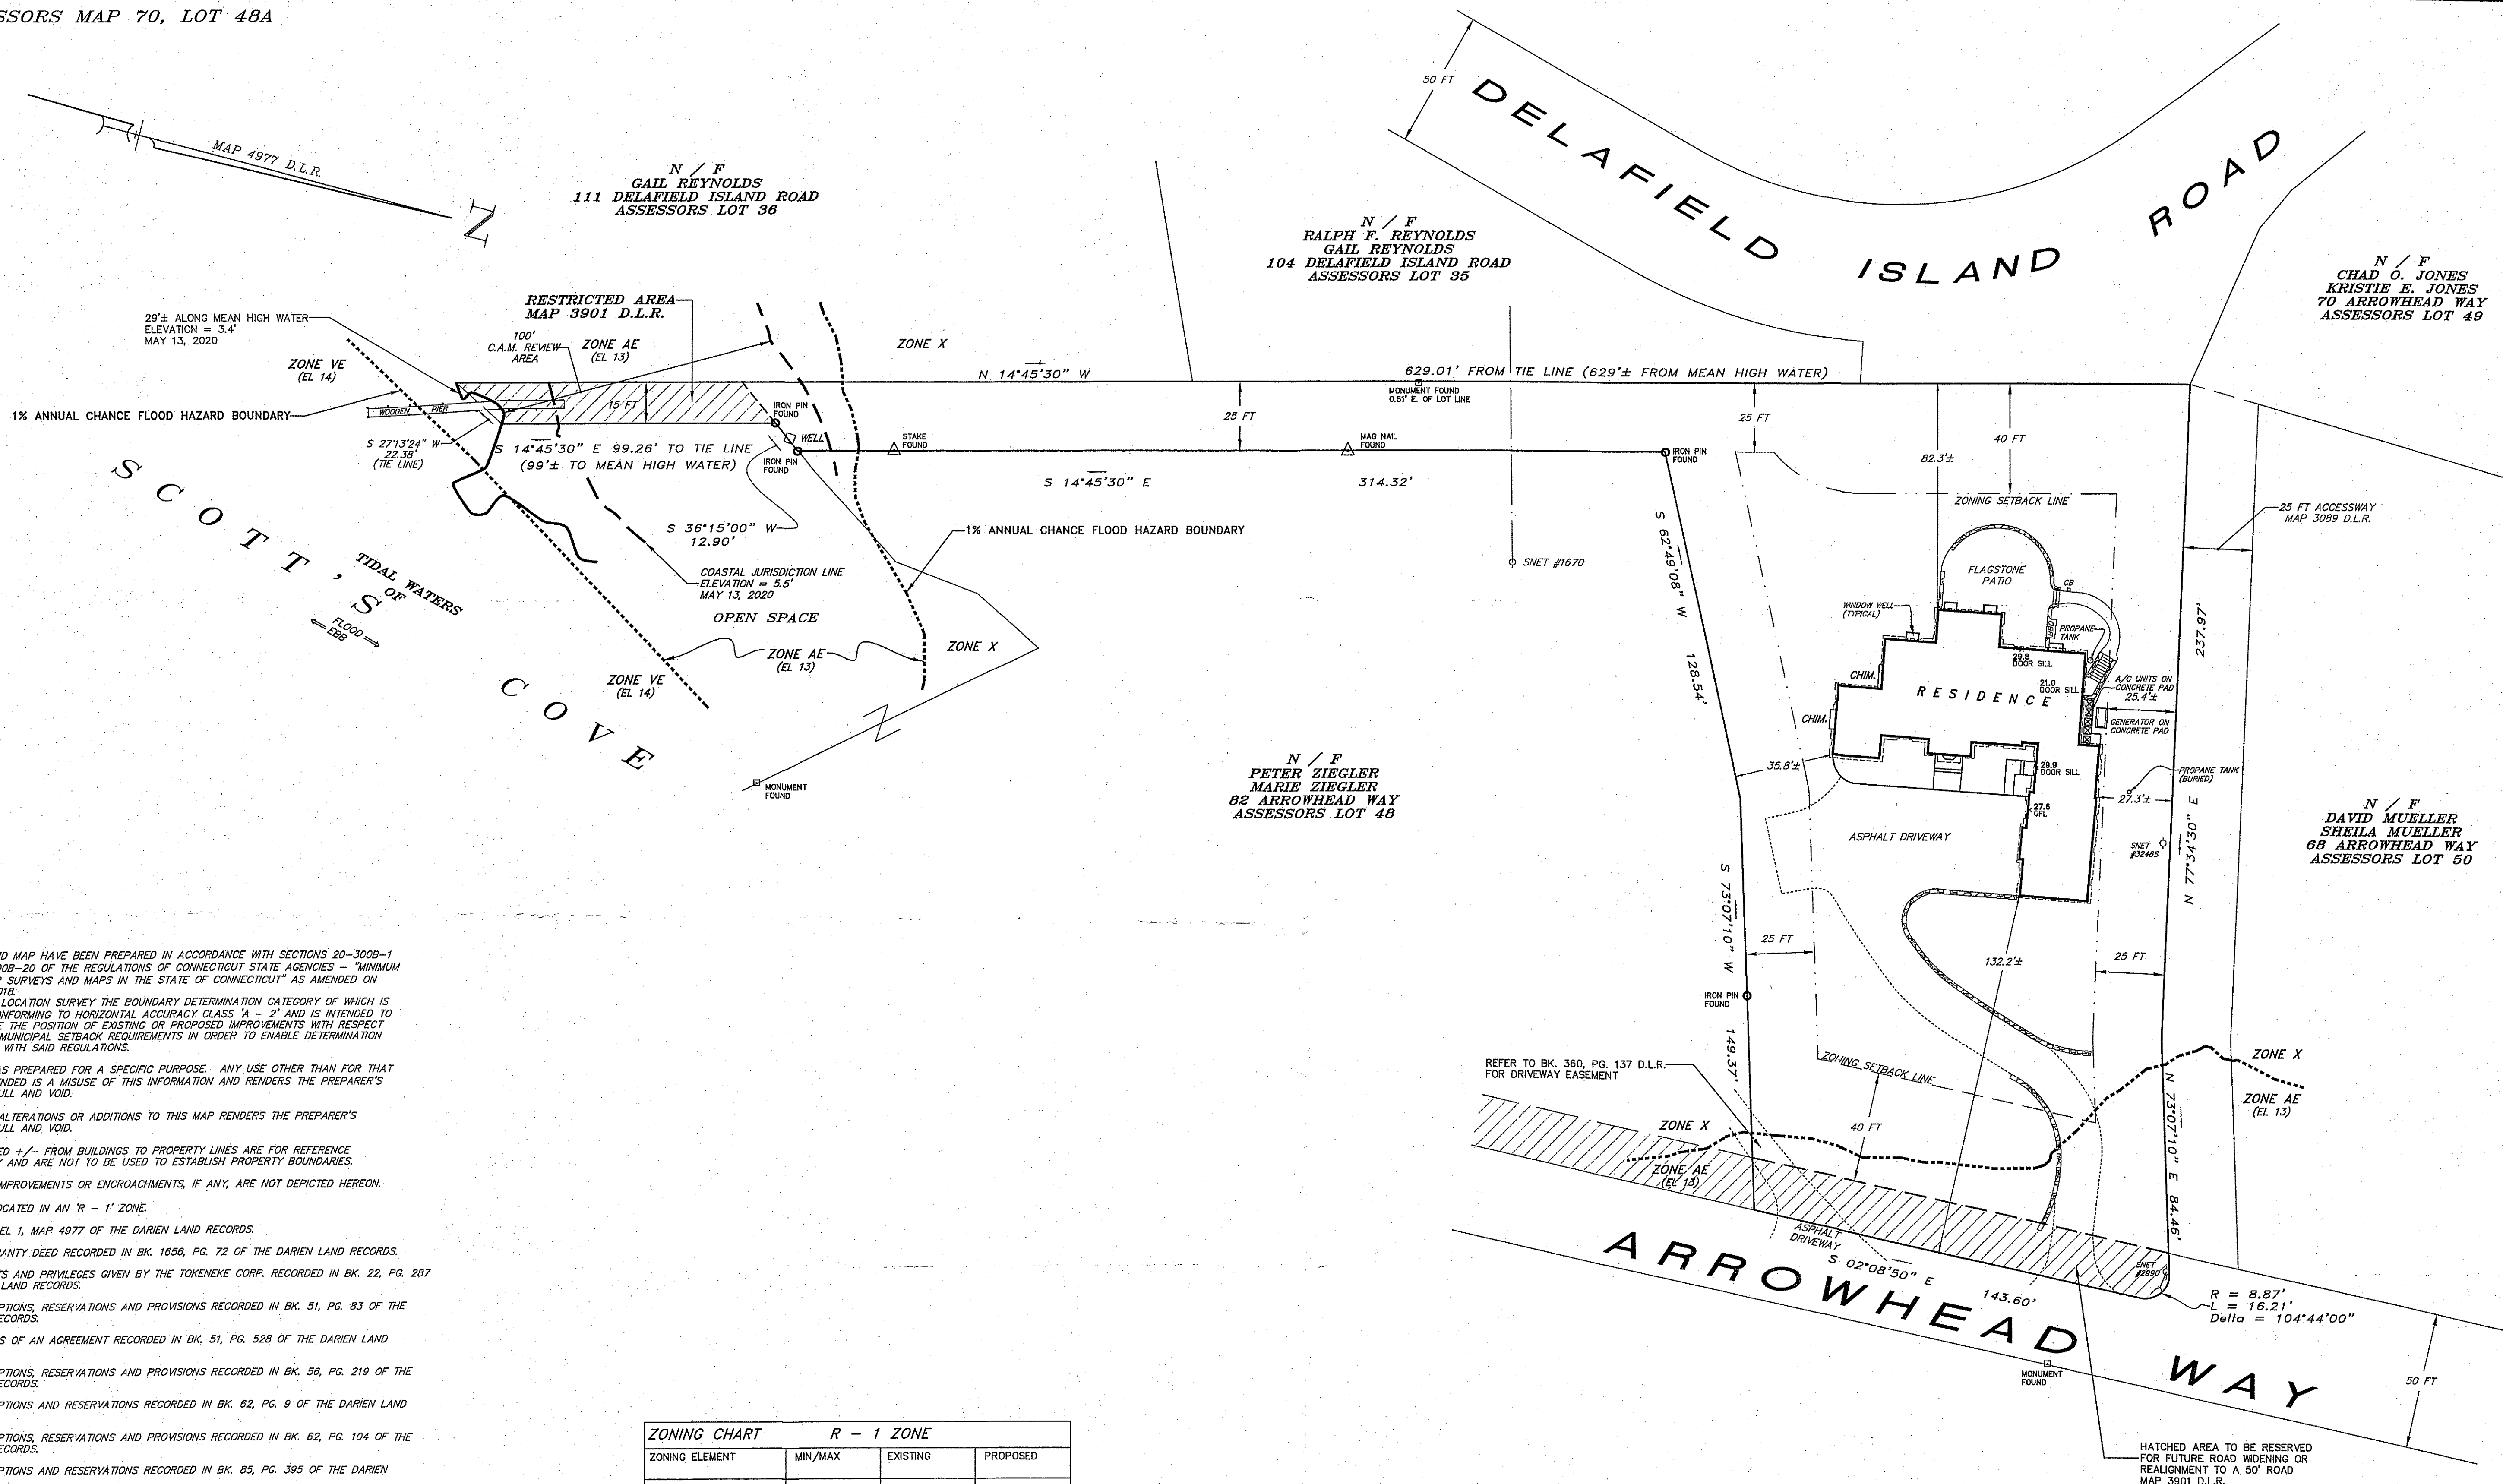 SSORS MAP 70, LOT 48A
MAP 4977 D.L.R.
N
N / F
GAIL REYNOLDS
111 DELAFIELD ISLAND ROAD
ASSESSORS LOT 36
N / F
RALPH F. REYNOLDS
GAIL REYNOLDS
104 DELAFIELD ISLAND ROAD
ASSESSORS LOT 35
50 FT
DELAFIELD ISLAND ROAD
N / F
CHAD O. JONES
KRISTIE E. JONES
70 ARROWHEAD WAY
ASSESSORS LOT 49
29'± ALONG MEAN HIGH WATER
ELEVATION = 3.4'
MAY 13, 2020
RESTRICTED AREA
MAP 3901 D.L.R.
100'
C.A.M. REVIEW
AREA
ZONE AE
(EL 13)
ZONE X
ZONE VE
(EL 14)
1% ANNUAL CHANCE FLOOD HAZARD BOUNDARY
WOODEN PIER
15 FT
IRON PIN
FOUND
WELL
IRON PIN
FOUND
S 27°13'24" W
22.38'
(TIE LINE)
S 14°45'30" E 99.26' TO TIE LINE
(99'± TO MEAN HIGH WATER)
N 14°45'30" W
629.01' FROM TIE LINE (629'± FROM MEAN HIGH WATER)
MONUMENT FOUND
0.51' E. OF LOT LINE
25 FT
STAKE
FOUND
MAG NAIL
FOUND
IRON PIN
FOUND
S 14°45'30" E
314.32'
25 FT
82.3'±
40 FT
ZONING SETBACK LINE
25 FT ACCESSWAY
MAP 3089 D.L.R.
S 36°15'00" W
12.90'
1% ANNUAL CHANCE FLOOD HAZARD BOUNDARY
COASTAL JURISDICTION LINE
ELEVATION = 5.5'
MAY 13, 2020
OPEN SPACE
ZONE AE
(EL 13)
ZONE X
ZONE VE
(EL 14)
SCOTT'S COVE
TIDAL WATERS
OF
FLOOD
EBB
MONUMENT
FOUND
SNET #1670
S 62°49'08" W
128.54'
FLAGSTONE
PATIO
CB
WINDOW WELL
(TYPICAL)
BBQ
PROPANE
TANK
29.8
DOOR SILL
CHIM.
21.0
DOOR SILL
A/C UNITS ON
CONCRETE PAD
25.4'±
RESIDENCE
CHIM.
GENERATOR ON
CONCRETE PAD
237.97'
35.8'±
29.9
DOOR SILL
PROPANE TANK
(BURIED)
27.3'±
27.6
GFL
ASPHALT DRIVEWAY
SNET
#3246S
N 77°34'30" E
N / F
PETER ZIEGLER
MARIE ZIEGLER
82 ARROWHEAD WAY
ASSESSORS LOT 48
N / F
DAVID MUELLER
SHEILA MUELLER
68 ARROWHEAD WAY
ASSESSORS LOT 50
S 73°07'10" W
25 FT
132.2'±
25 FT
IRON PIN
FOUND
149.37'
REFER TO BK. 360, PG. 137 D.L.R.
FOR DRIVEWAY EASEMENT
ZONING SETBACK LINE
40 FT
ZONE X
ZONE AE
(EL 13)
ZONE X
ZONE AE
(EL 13)
N 73°07'10" E
84.46'
ASPHALT
DRIVEWAY
S 02°08'50" E
143.60'
SNET
#2990
R = 8.87'
L = 16.21'
Delta = 104°44'00"
ARROWHEAD WAY
MONUMENT
FOUND
50 FT
HATCHED AREA TO BE RESERVED
FOR FUTURE ROAD WIDENING OR
REALIGNMENT TO A 50' ROAD
MAP 3901 D.L.R.
ID MAP HAVE BEEN PREPARED IN ACCORDANCE WITH SECTIONS 20-300B-1
00B-20 OF THE REGULATIONS OF CONNECTICUT STATE AGENCIES - "MINIMUM
SURVEYS AND MAPS IN THE STATE OF CONNECTICUT" AS AMENDED ON
018.
LOCATION SURVEY THE BOUNDARY DETERMINATION CATEGORY OF WHICH IS
ONFORMING TO HORIZONTAL ACCURACY CLASS 'A - 2' AND IS INTENDED TO
E THE POSITION OF EXISTING OR PROPOSED IMPROVEMENTS WITH RESPECT
MUNICIPAL SETBACK REQUIREMENTS IN ORDER TO ENABLE DETERMINATION
WITH SAID REGULATIONS.
AS PREPARED FOR A SPECIFIC PURPOSE. ANY USE OTHER THAN FOR THAT
NDED IS A MISUSE OF THIS INFORMATION AND RENDERS THE PREPARER'S
ULL AND VOID.
ALTERATIONS OR ADDITIONS TO THIS MAP RENDERS THE PREPARER'S
ULL AND VOID.
ED +/- FROM BUILDINGS TO PROPERTY LINES ARE FOR REFERENCE
Y AND ARE NOT TO BE USED TO ESTABLISH PROPERTY BOUNDARIES.
MPROVEMENTS OR ENCROACHMENTS, IF ANY, ARE NOT DEPICTED HEREON.
OCATED IN AN 'R - 1' ZONE.
EL 1, MAP 4977 OF THE DARIEN LAND RECORDS.
RANTY DEED RECORDED IN BK. 1656, PG. 72 OF THE DARIEN LAND RECORDS.
TS AND PRIVILEGES GIVEN BY THE TOKENEKE CORP. RECORDED IN BK. 22, PG. 287
LAND RECORDS.
PTIONS, RESERVATIONS AND PROVISIONS RECORDED IN BK. 51, PG. 83 OF THE
ECORDS.
S OF AN AGREEMENT RECORDED IN BK. 51, PG. 528 OF THE DARIEN LAND
PTIONS, RESERVATIONS AND PROVISIONS RECORDED IN BK. 56, PG. 219 OF THE
ECORDS.
PTIONS AND RESERVATIONS RECORDED IN BK. 62, PG. 9 OF THE DARIEN LAND
PTIONS, RESERVATIONS AND PROVISIONS RECORDED IN BK. 62, PG. 104 OF THE
ECORDS.
PTIONS AND RESERVATIONS RECORDED IN BK. 85, PG. 395 OF THE DARIEN
ZONING CHART R - 1 ZONE
ZONING ELEMENT MIN/MAX EXISTING PROPOSED